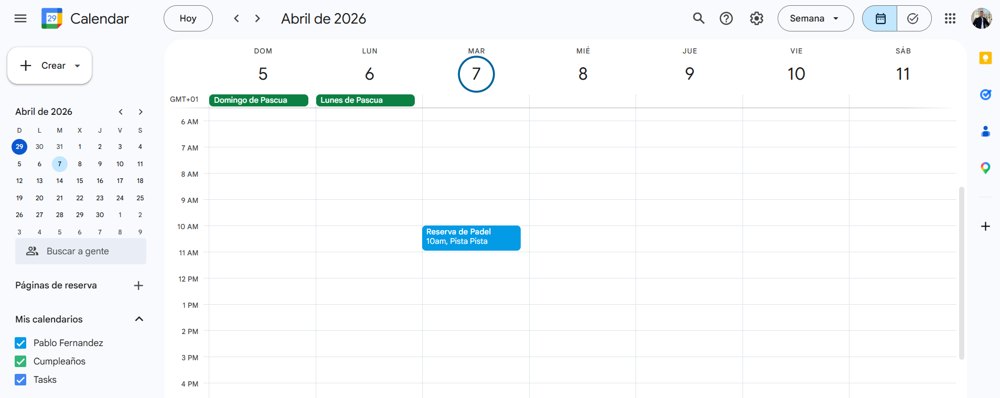 29 Calendar Hoy Abril de 2026 Semana
Crear
Abril de 2026
D L M X J V S
29 30 31 1 2 3 4
5 6 7 8 9 10 11
12 13 14 15 16 17 18
19 20 21 22 23 24 25
26 27 28 29 30 1 2
3 4 5 6 7 8 9
Buscar a gente
Páginas de reserva
Mis calendarios
Pablo Fernandez
Cumpleaños
Tasks
DOM LUN MAR MIÉ JUE VIE SÁB
5 6 7 8 9 10 11
GMT+01 Domingo de Pascua Lunes de Pascua
6 AM
7 AM
8 AM
9 AM
10 AM
Reserva de Padel
10am, Pista Pista
11 AM
12 PM
1 PM
2 PM
3 PM
4 PM